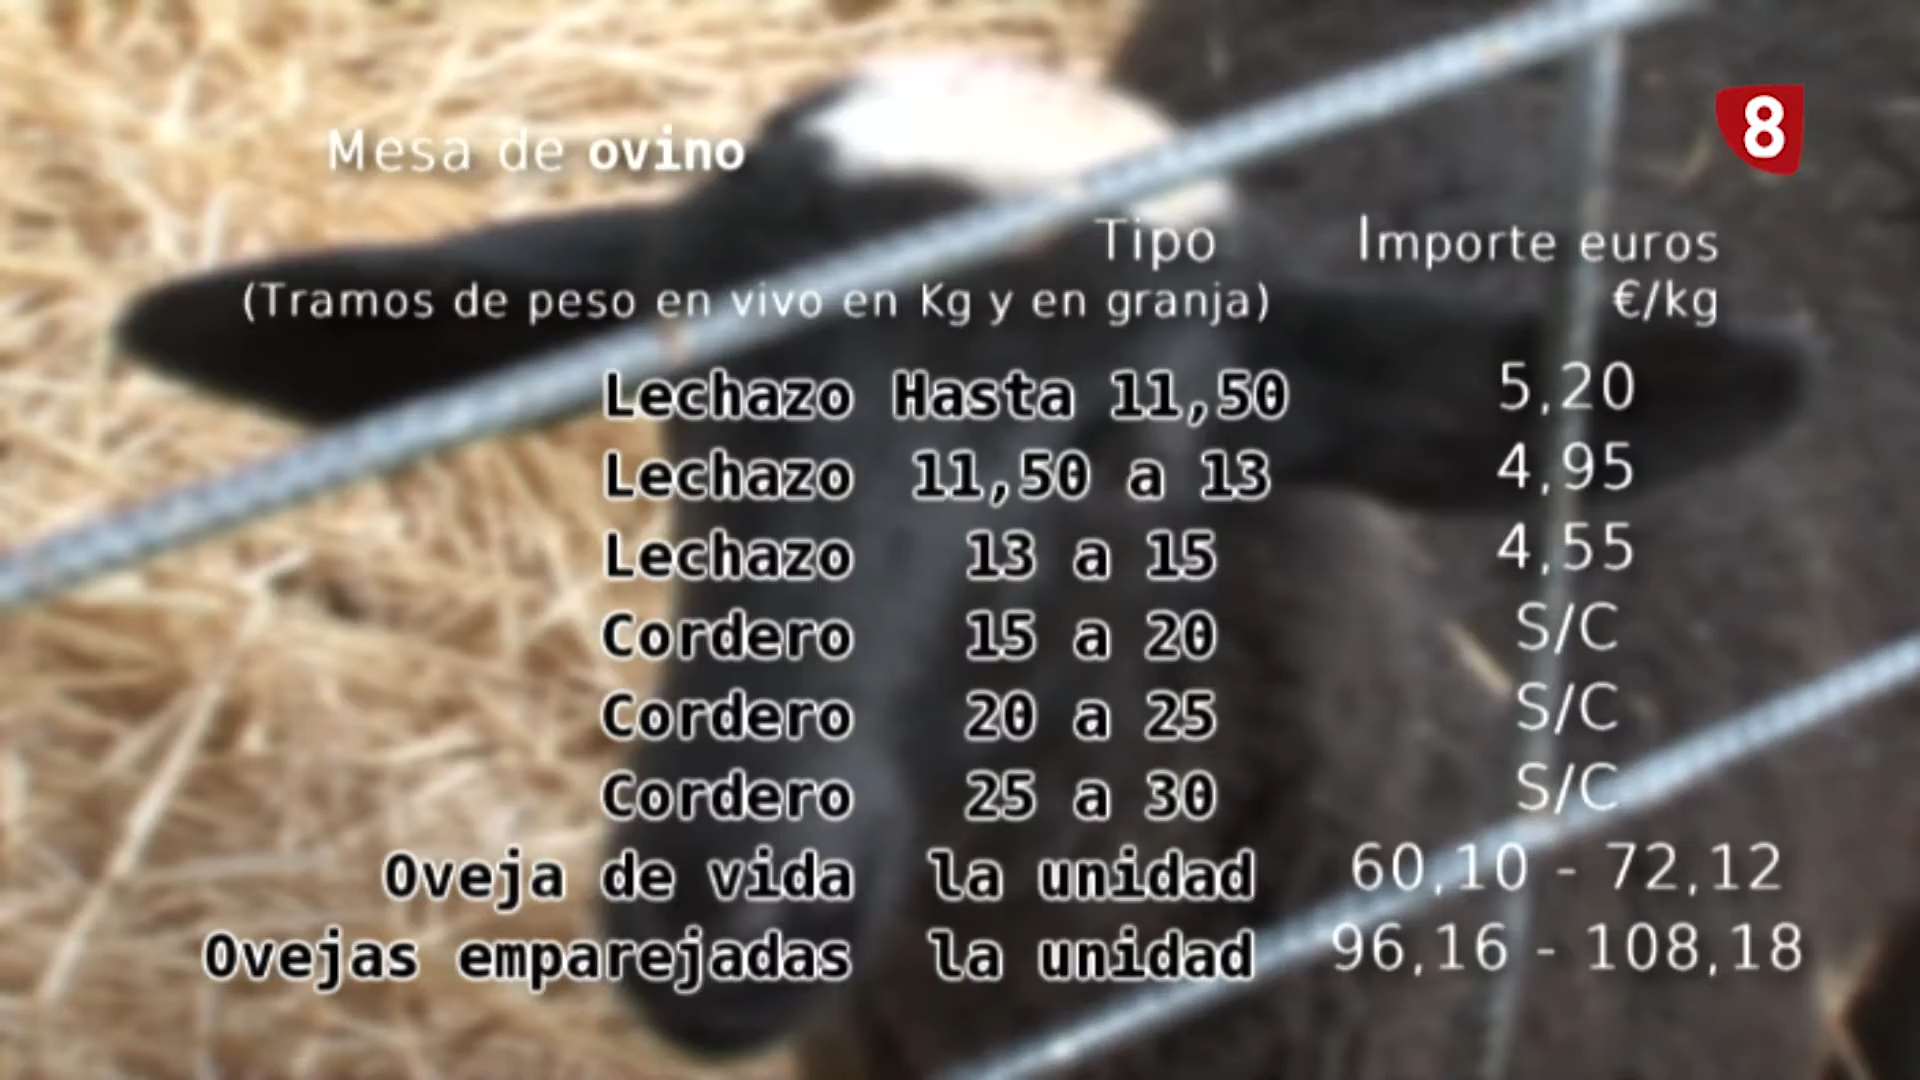 8
Mesa de ovino
Tipo Importe euros
(Tramos de peso en vivo en Kg y en granja) €/kg
Lechazo Hasta 11,50 5,20
Lechazo 11,50 a 13 4,95
Lechazo 13 a 15 4,55
Cordero 15 a 20 S/C
Cordero 20 a 25 S/C
Cordero 25 a 30 S/C
Oveja de vida la unidad 60,10 - 72,12
Ovejas emparejadas la unidad 96,16 - 108,18